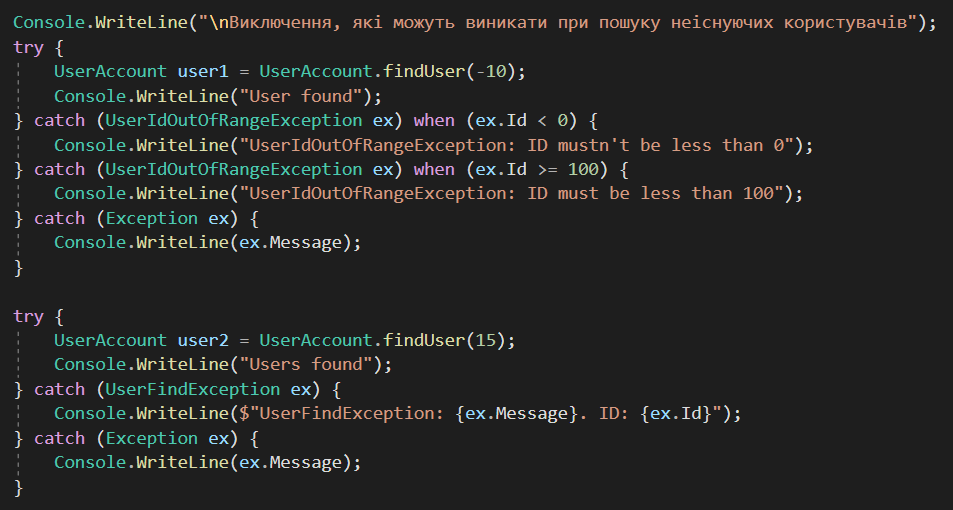 Console.WriteLine("\nВиключення, які можуть виникати при пошуку неіснуючих користувачів");
try {
    UserAccount user1 = UserAccount.findUser(-10);
    Console.WriteLine("User found");
} catch (UserIdOutOfRangeException ex) when (ex.Id < 0) {
    Console.WriteLine("UserIdOutOfRangeException: ID mustn't be less than 0");
} catch (UserIdOutOfRangeException ex) when (ex.Id >= 100) {
    Console.WriteLine("UserIdOutOfRangeException: ID must be less than 100");
} catch (Exception ex) {
    Console.WriteLine(ex.Message);
}

try {
    UserAccount user2 = UserAccount.findUser(15);
    Console.WriteLine("Users found");
} catch (UserFindException ex) {
    Console.WriteLine($"UserFindException: {ex.Message}. ID: {ex.Id}");
} catch (Exception ex) {
    Console.WriteLine(ex.Message);
}